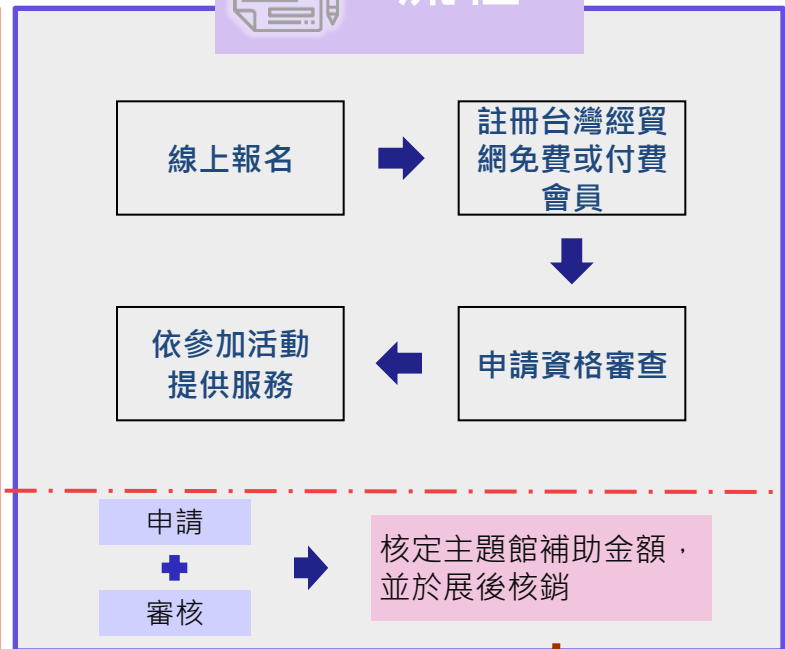 線上報名
註冊台灣經貿
網免費或付費
會員
依參加活動
提供服務
申請資格審查
申請
審核
核定主題館補助金額，
並於展後核銷